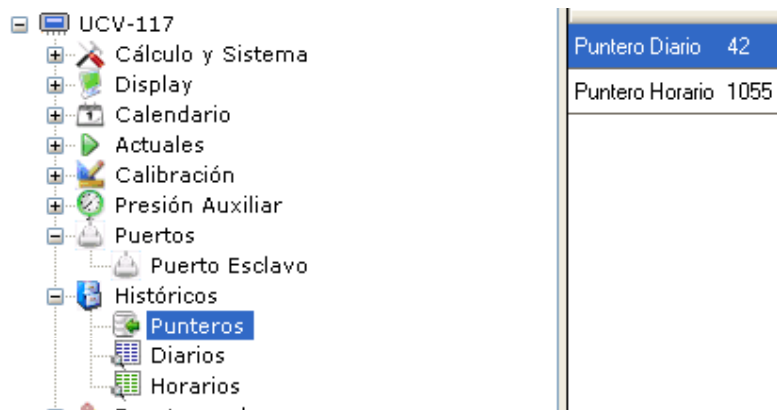 UCV-117
Cálculo y Sistema
Display
Calendario
Actuales
Calibración
Presión Auxiliar
Puertos
Puerto Esclavo
Históricos
Punteros
Diarios
Horarios
Puntero Diario 42
Puntero Horario 1055